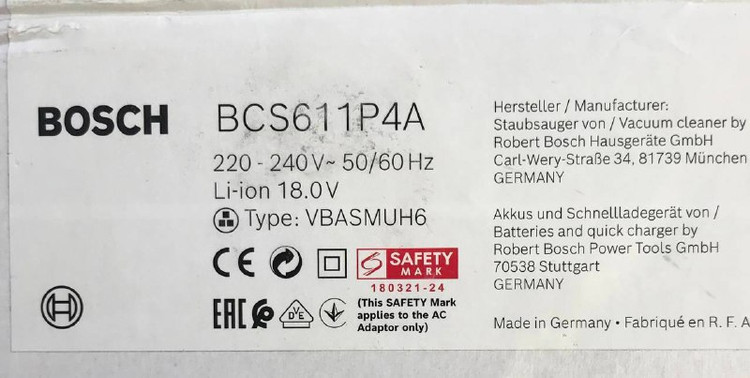 BOSCH
BCS611P4A
220 - 240 V~ 50/60 Hz
Li-ion 18.0 V
Type: VBASMUH6
CE
SAFETY
MARK
180321-24
EAC
VDE
(This SAFETY Mark
applies to the AC
Adaptor only)
Hersteller / Manufacturer:
Staubsauger von / Vacuum cleaner by
Robert Bosch Hausgeräte GmbH
Carl-Wery-Straße 34, 81739 München
GERMANY
Akkus und Schnellladegerät von /
Batteries and quick charger by
Robert Bosch Power Tools GmbH
70538 Stuttgart
GERMANY
Made in Germany • Fabriqué en R. F. A